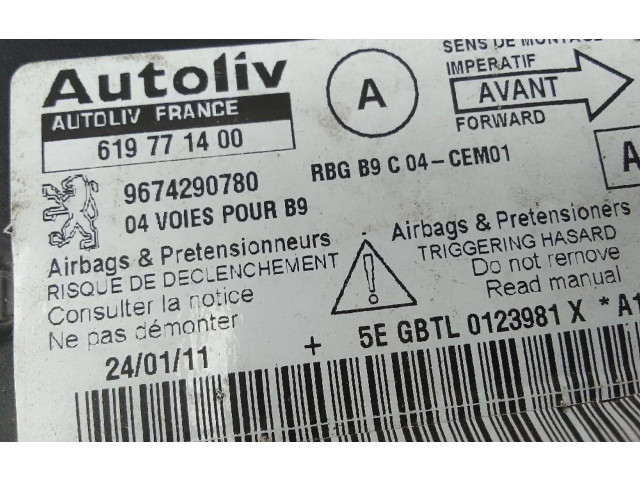 Autoliv
AUTOLIV FRANCE
619 77 14 00
A
SENS DE MONTAGE
IMPERATIF
AVANT
FORWARD
9674290780
04 VOIES POUR B9
RBG B9 C 04-CEM01
A
Airbags & Pretensionneurs
RISQUE DE DECLENCHEMENT
Consulter la notice
Ne pas démonter
Airbags & Pretensioners
TRIGGERING HASARD
Do not remove
Read manual
24/01/11
+ 5E GBTL 0123981 X *A1